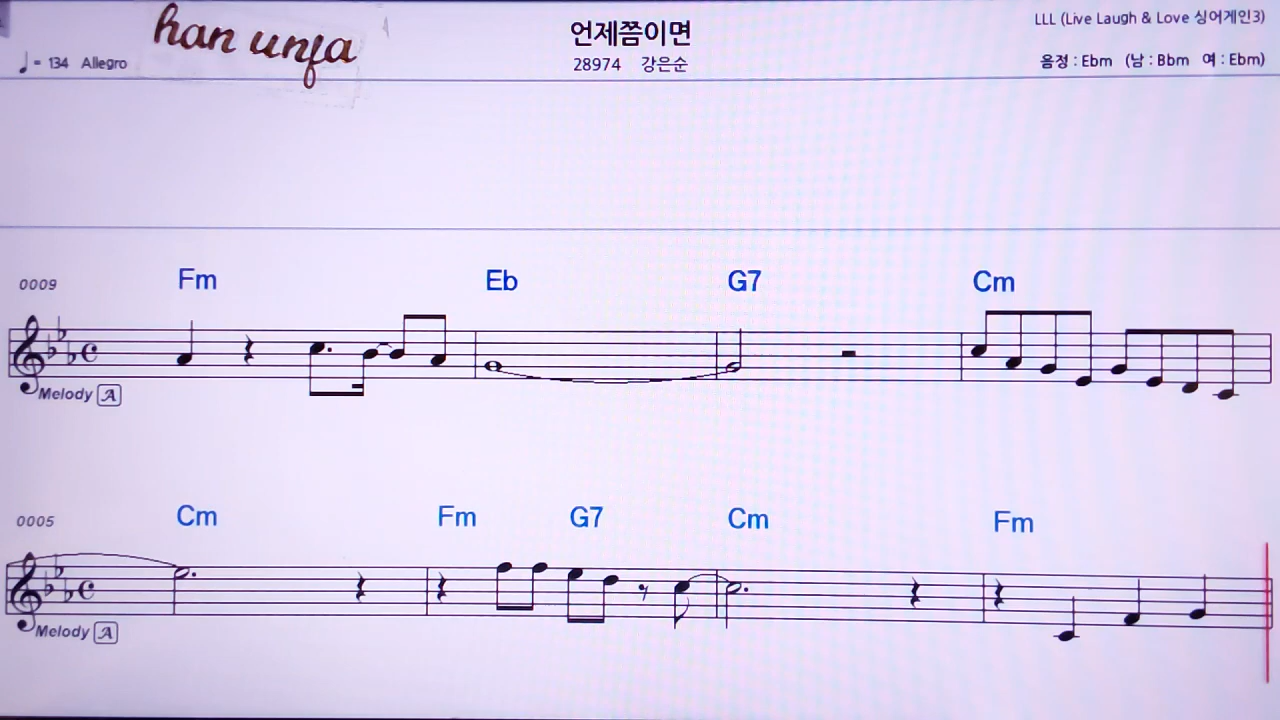 han unja
언제쯤이면
LLL (Live Laugh & Love 싱어게인3)
♩ = 134 Allegro
28974 강은순
음정 : Ebm (남 : Bbm 여 : Ebm)
0009 Fm Eb G7 Cm
Melody A
0005 Cm Fm G7 Cm Fm
Melody A